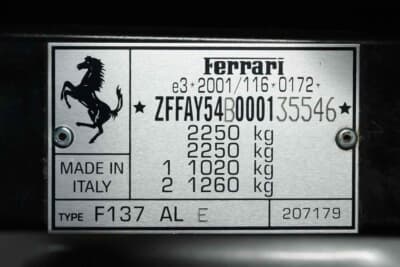 Ferrari
e3*2001/116*0172*
★ZFFAY54B000135546★
2250 kg
2250 kg
1 1020 kg
2 1260 kg
MADE IN
ITALY
TYPE F137 AL E
207179